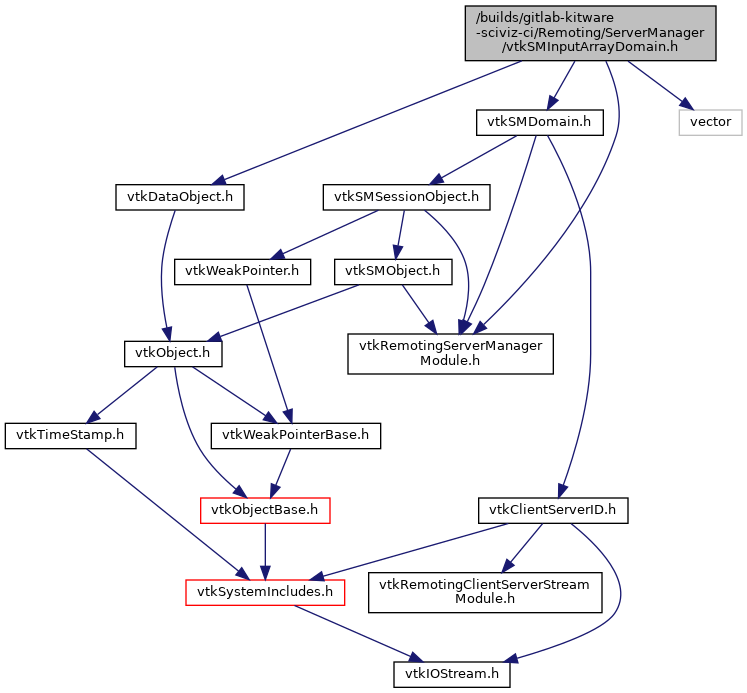 /builds/gitlab-kitware
-sciviz-ci/Remoting/ServerManager
/vtkSMInputArrayDomain.h
vtkSMDomain.h
vector
vtkDataObject.h
vtkSMSessionObject.h
vtkWeakPointer.h
vtkSMObject.h
vtkObject.h
vtkRemotingServerManager
Module.h
vtkTimeStamp.h
vtkWeakPointerBase.h
vtkObjectBase.h
vtkClientServerID.h
vtkSystemIncludes.h
vtkRemotingClientServerStream
Module.h
vtkIOStream.h